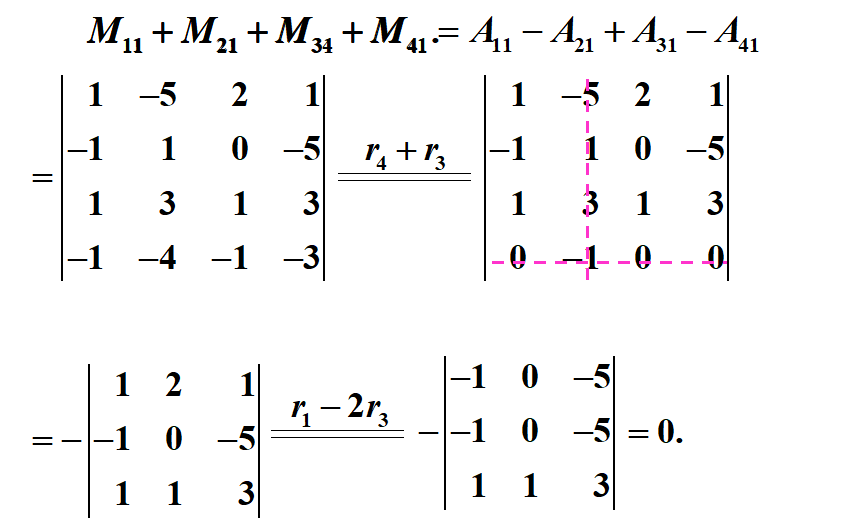 M₁₁ + M₂₁ + M₃₄ + M₄₁.= A₁₁ − A₂₁ + A₃₁ − A₄₁
1 −5 2 1 1 −5 2 1
−1 1 0 −5 r₄ + r₃ −1 1 0 −5
=
1 3 1 3 1 3 1 3
−1 −4 −1 −3 0 −1 0 0
1 2 1 −1 0 −5
r₁ − 2r₃
= − −1 0 −5 − −1 0 −5 = 0.
1 1 3 1 1 3